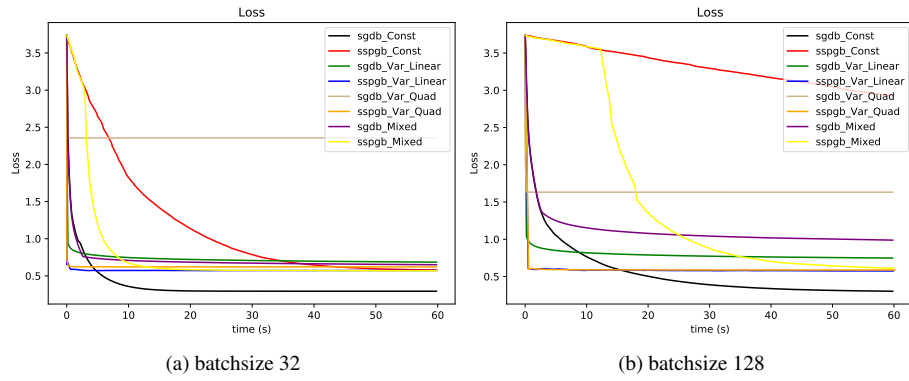 Loss
Loss
3.5
3.0
2.5
2.0
1.5
1.0
0.5
0
10
20
30
40
50
60
time (s)
sgdb_Const
sspgb_Const
sgdb_Var_Linear
sspgb_Var_Linear
sgdb_Var_Quad
sspgb_Var_Quad
sgdb_Mixed
sspgb_Mixed
(a) batchsize 32
Loss
Loss
3.5
3.0
2.5
2.0
1.5
1.0
0.5
0
10
20
30
40
50
60
time (s)
sgdb_Const
sspgb_Const
sgdb_Var_Linear
sspgb_Var_Linear
sgdb_Var_Quad
sspgb_Var_Quad
sgdb_Mixed
sspgb_Mixed
(b) batchsize 128